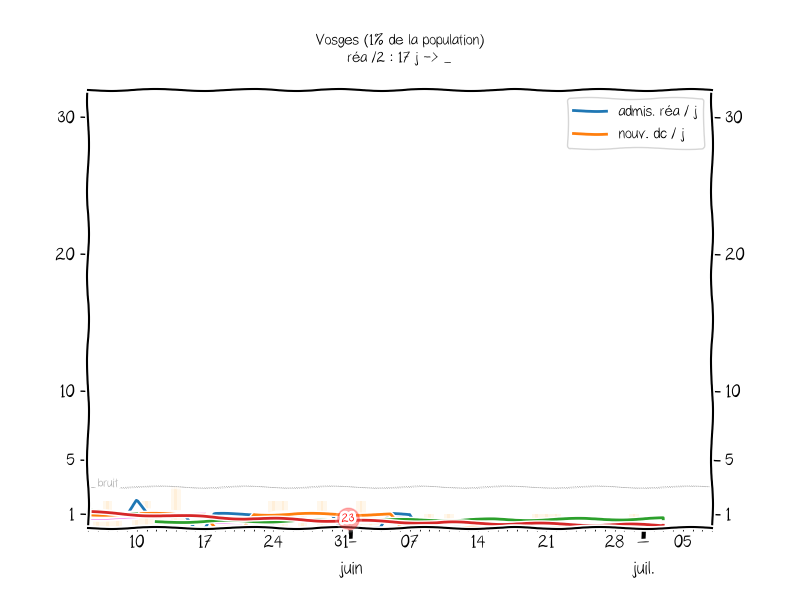 Vosges (1% de la population)
réa /2 : 17 j -> _
admis. réa / j
nouv. dc / j
30 30
20 20
10 10
5 5
bruit
1 1
23
10 17 24 31 07 14 21 28 05
juin juil.